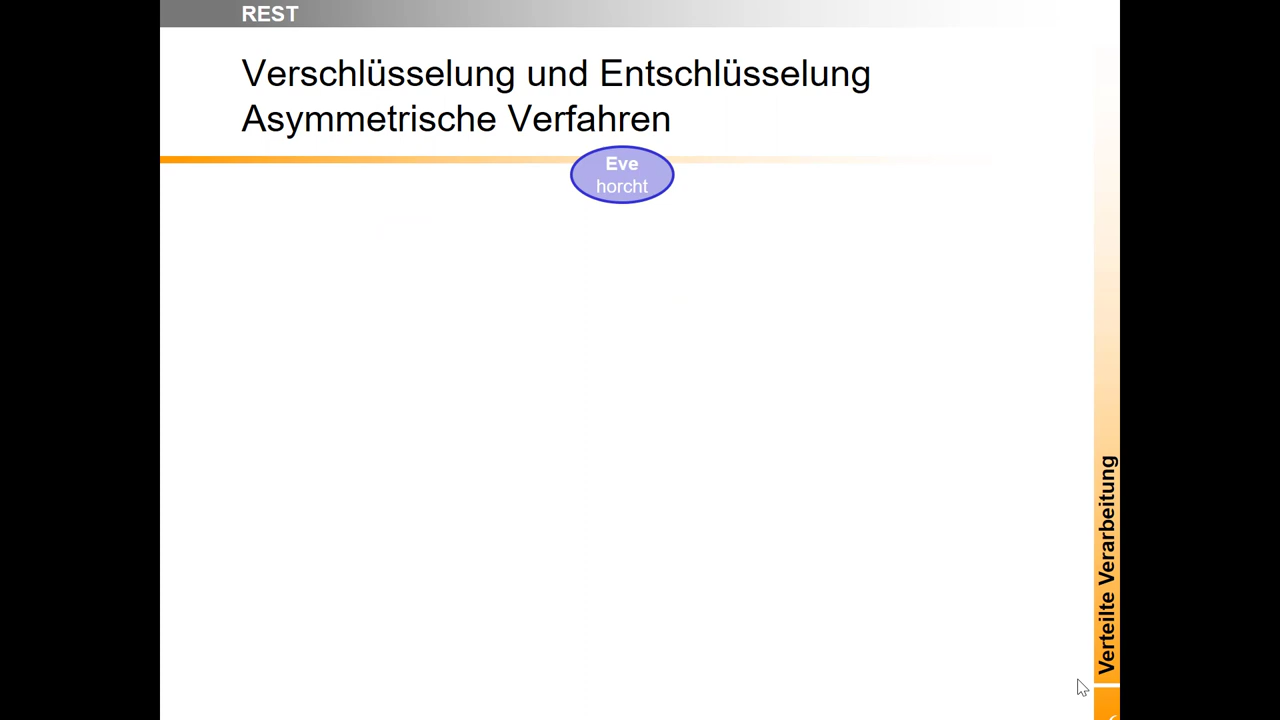 REST
Verschlüsselung und Entschlüsselung
Asymmetrische Verfahren
Eve
horcht
Verteilte Verarbeitung